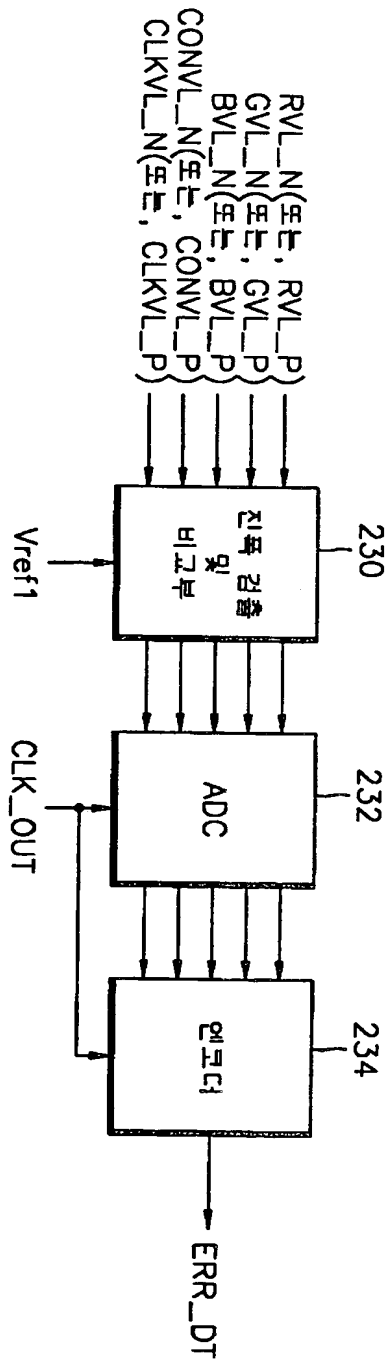 230
232
234
RVL_N(또는, RVL_P)
GVL_N(또는, GVL_P)
BVL_N(또는, BVL_P)
CONVL_N(또는, CONVL_P)
CLKVL_N(또는, CLKVL_P)
진폭 검출
및
비교부
ADC
엔코더
ERR_DT
Vref1
CLK_OUT